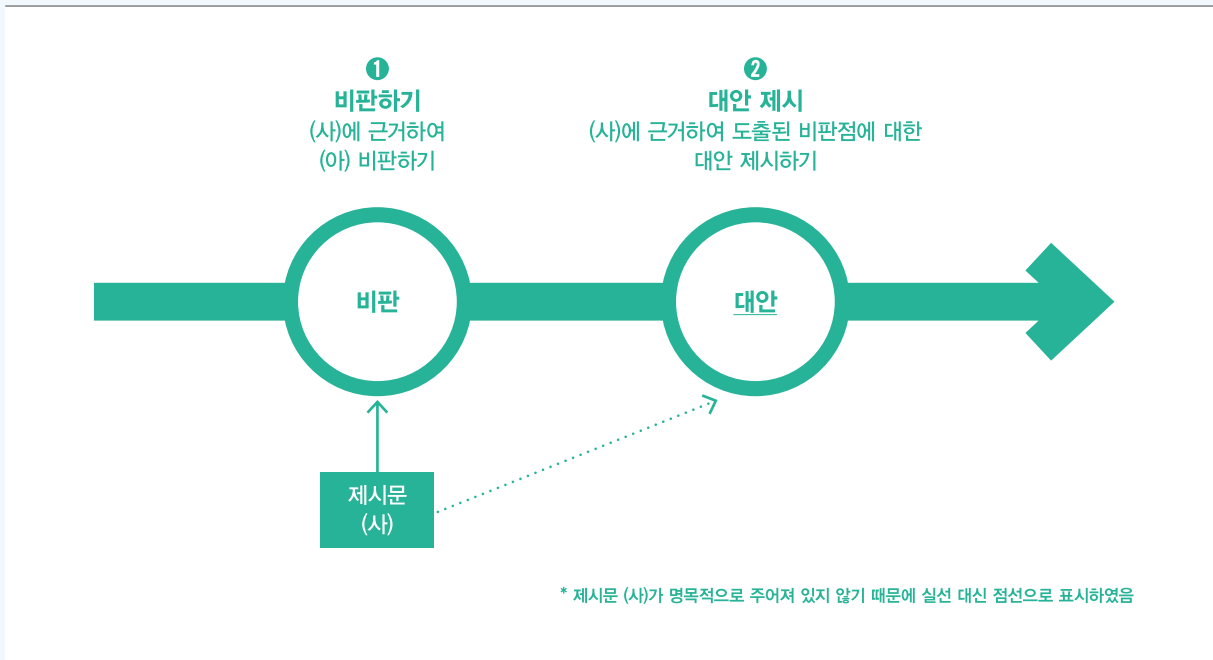 ❶
비판하기
(사)에 근거하여
(아) 비판하기
❷
대안 제시
(사)에 근거하여 도출된 비판점에 대한
대안 제시하기
비판
대안
제시문
(사)
* 제시문 (사)가 명목적으로 주어져 있지 않기 때문에 실선 대신 점선으로 표시하였음